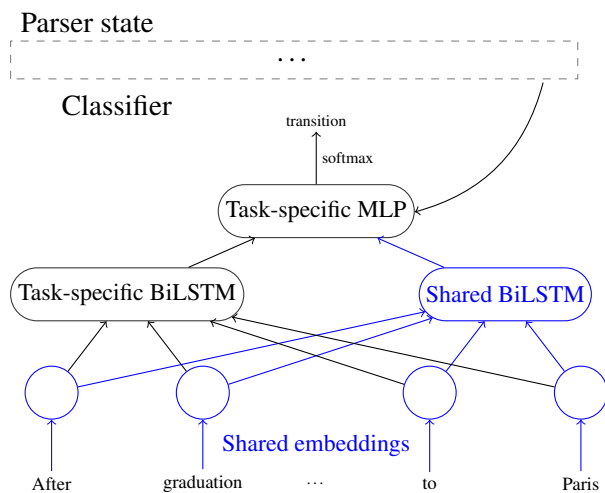 Parser state
...
Classifier
transition
softmax
Task-specific MLP
Task-specific BiLSTM
Shared BiLSTM
Shared embeddings
After graduation ... to Paris